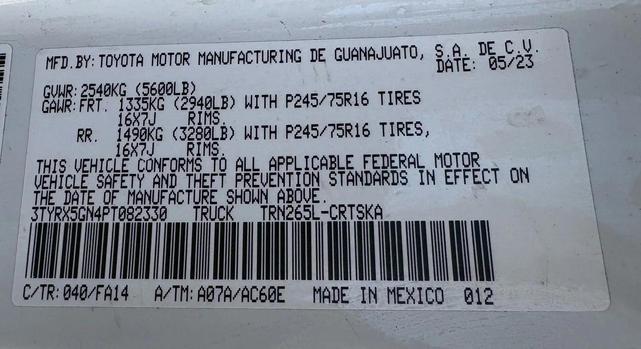 MFD.BY: TOYOTA MOTOR MANUFACTURING DE GUANAJUATO, S.A. DE C.V.
DATE: 05/23
GVWR: 2540KG (5600LB)
GAWR: FRT. 1335KG (2940LB) WITH P245/75R16 TIRES
16X7J RIMS.
RR. 1490KG (3280LB) WITH P245/75R16 TIRES,
16X7J RIMS.
THIS VEHICLE CONFORMS TO ALL APPLICABLE FEDERAL MOTOR
VEHICLE SAFETY AND THEFT PREVENTION STANDARDS IN EFFECT ON
THE DATE OF MANUFACTURE SHOWN ABOVE.
3TYRX5GN4PT082330 TRUCK TRN265L-CRTSKA
C/TR: 040/FA14 A/TM: A07A/AC60E MADE IN MEXICO 012